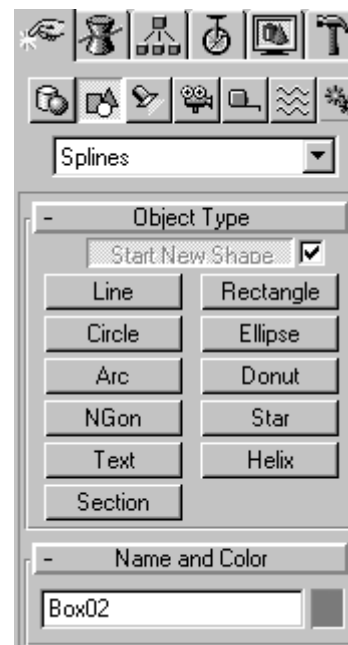 Splines
- Object Type
Start New Shape
Line Rectangle
Circle Ellipse
Arc Donut
NGon Star
Text Helix
Section
- Name and Color
Box02